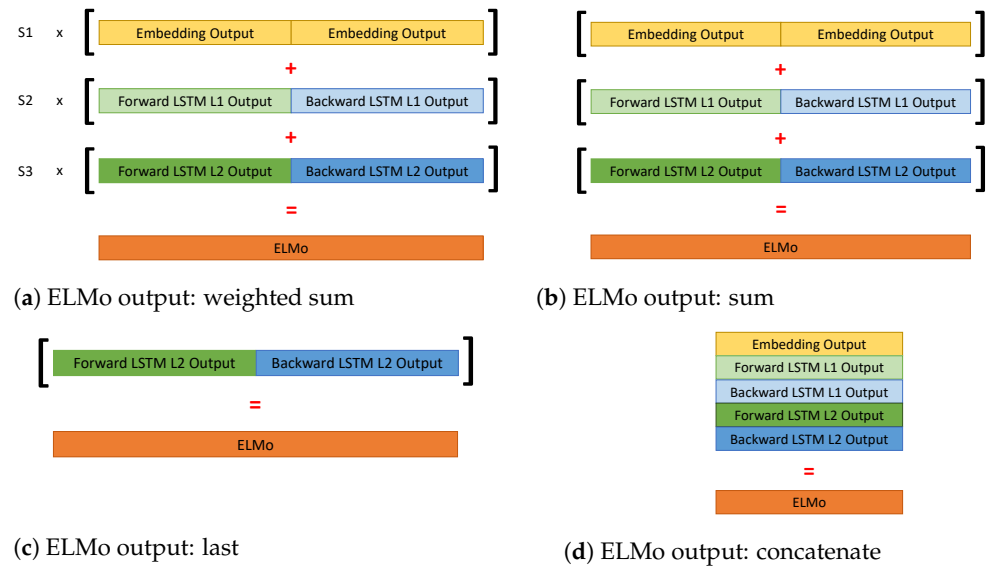 S1 x [ Embedding Output Embedding Output ]
+
S2 x [ Forward LSTM L1 Output Backward LSTM L1 Output ]
+
S3 x [ Forward LSTM L2 Output Backward LSTM L2 Output ]
=
ELMo
(a) ELMo output: weighted sum
[ Embedding Output Embedding Output ]
+
[ Forward LSTM L1 Output Backward LSTM L1 Output ]
+
[ Forward LSTM L2 Output Backward LSTM L2 Output ]
=
ELMo
(b) ELMo output: sum
[ Forward LSTM L2 Output Backward LSTM L2 Output ]
=
ELMo
(c) ELMo output: last
Embedding Output
Forward LSTM L1 Output
Backward LSTM L1 Output
Forward LSTM L2 Output
Backward LSTM L2 Output
=
ELMo
(d) ELMo output: concatenate